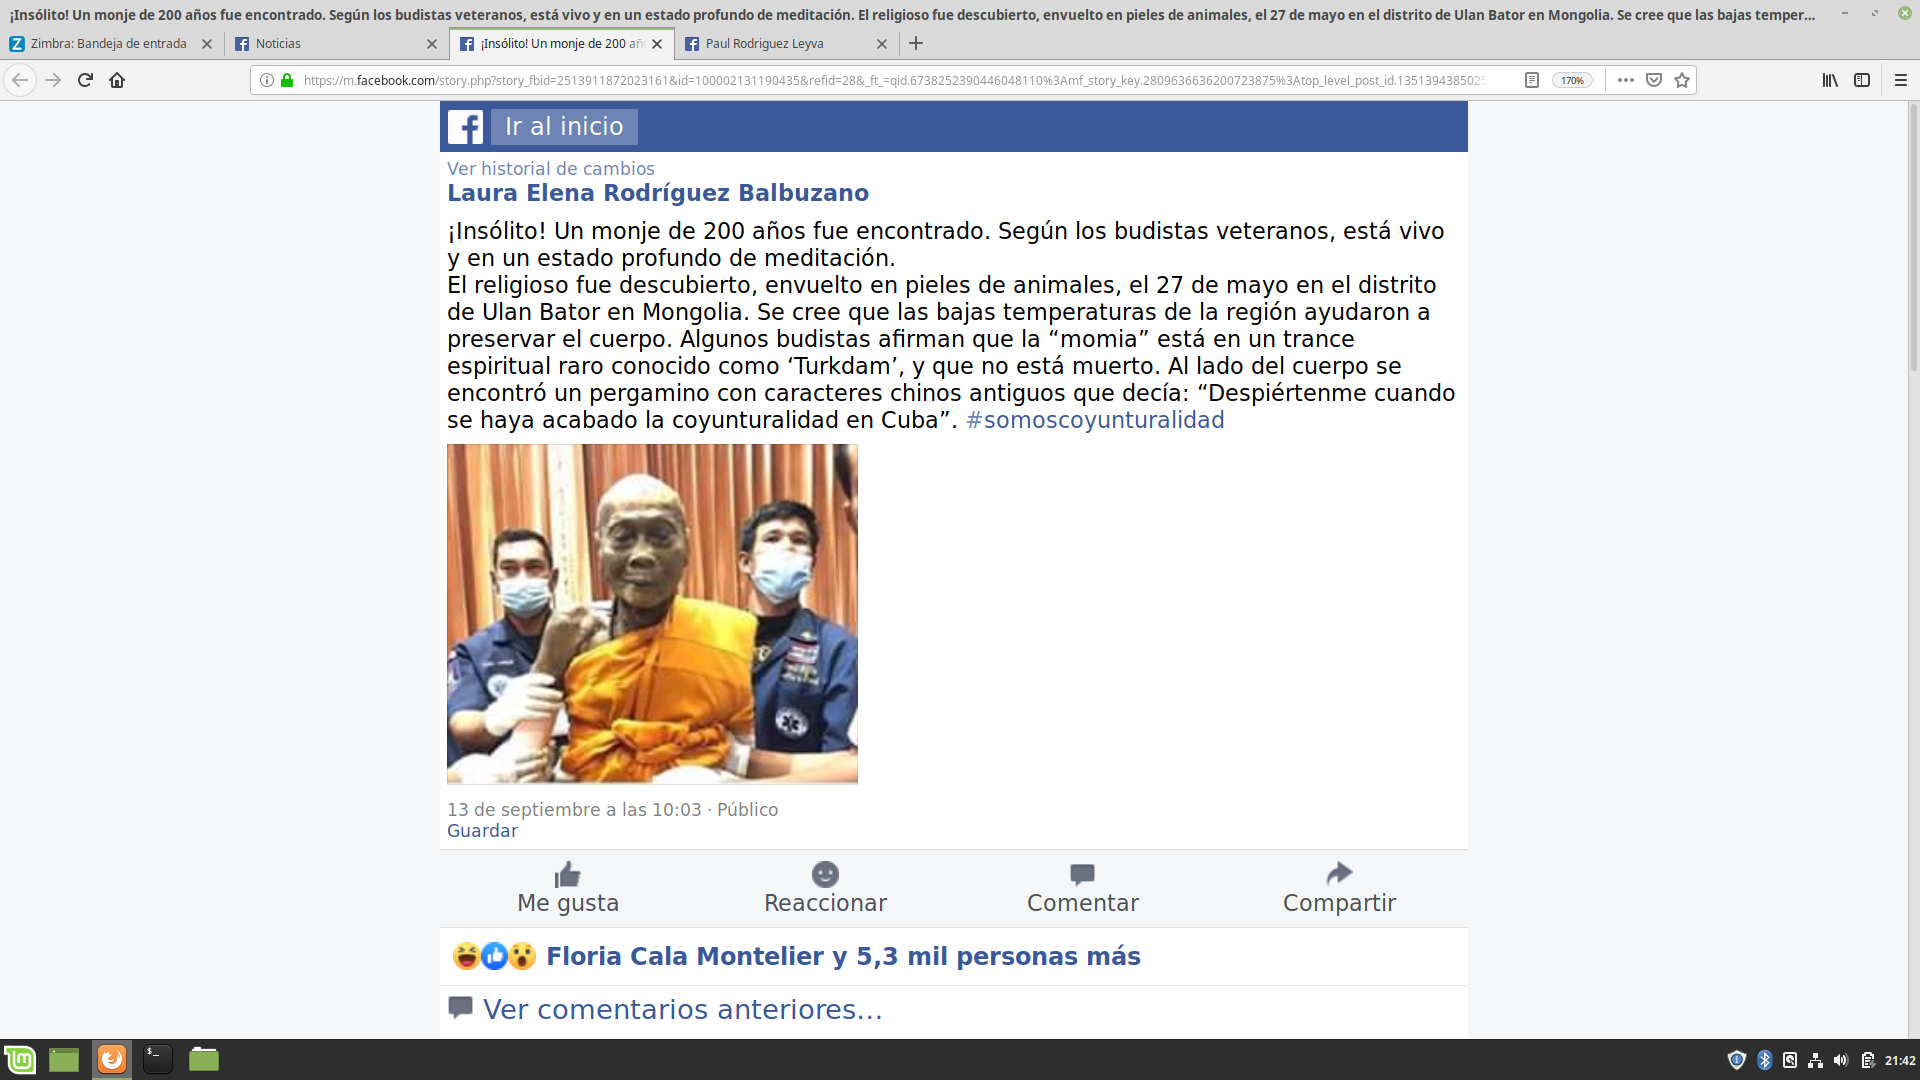 ¡Insólito! Un monje de 200 años fue encontrado. Según los budistas veteranos, está vivo y en un estado profundo de meditación. El religioso fue descubierto, envuelto en pieles de animales, el 27 de mayo en el distrito de Ulan Bator en Mongolia. Se cree que las bajas temper...
Zimbra: Bandeja de entrada
Noticias
¡Insólito! Un monje de 200 añ
Paul Rodriguez Leyva
https://m.facebook.com/story.php?story_fbid=2513911872023161&id=100002131190435&refid=28&_ft_=qid.6738252390446048110%3Amf_story_key.2809636636200723875%3Atop_level_post_id.1351394385025
170%
Ir al inicio
Ver historial de cambios
Laura Elena Rodríguez Balbuzano
¡Insólito! Un monje de 200 años fue encontrado. Según los budistas veteranos, está vivo
y en un estado profundo de meditación.
El religioso fue descubierto, envuelto en pieles de animales, el 27 de mayo en el distrito
de Ulan Bator en Mongolia. Se cree que las bajas temperaturas de la región ayudaron a
preservar el cuerpo. Algunos budistas afirman que la “momia” está en un trance
espiritual raro conocido como ‘Turkdam’, y que no está muerto. Al lado del cuerpo se
encontró un pergamino con caracteres chinos antiguos que decía: “Despiértenme cuando
se haya acabado la coyunturalidad en Cuba”. #somoscoyunturalidad
13 de septiembre a las 10:03 · Público
Guardar
Me gusta
Reaccionar
Comentar
Compartir
Floria Cala Montelier y 5,3 mil personas más
Ver comentarios anteriores…
21:42